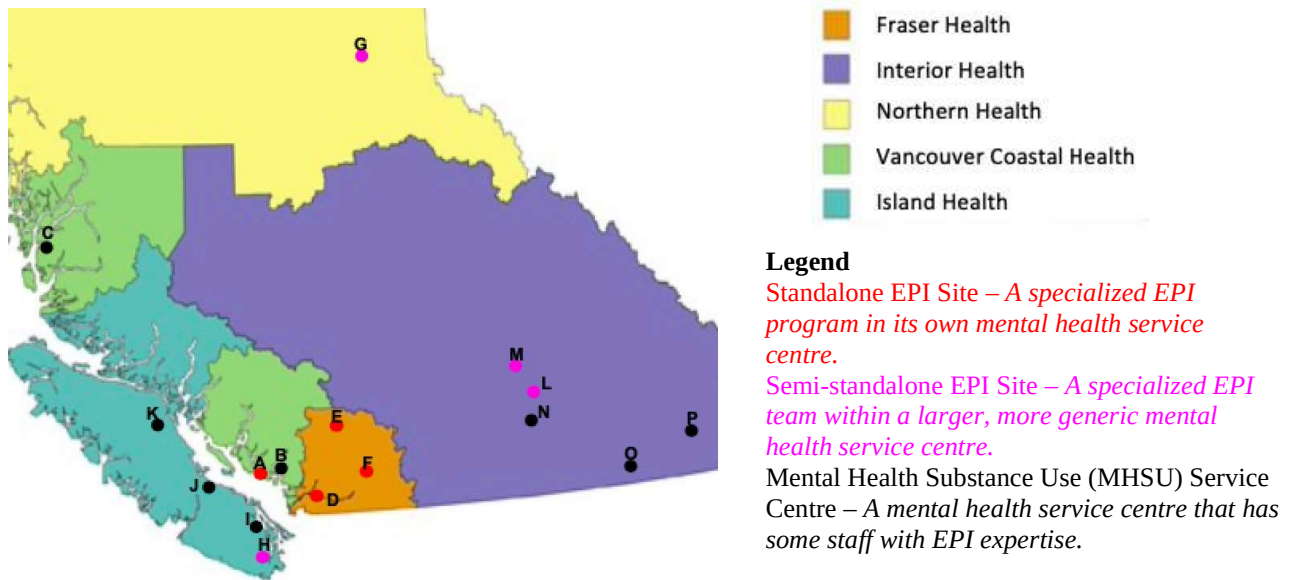 G
C
M
L
N
P
O
K
E
A
B
F
D
J
I
H
Fraser Health
Interior Health
Northern Health
Vancouver Coastal Health
Island Health
Legend
Standalone EPI Site – A specialized EPI
program in its own mental health service
centre.
Semi-standalone EPI Site – A specialized EPI
team within a larger, more generic mental
health service centre.
Mental Health Substance Use (MHSU) Service
Centre – A mental health service centre that has
some staff with EPI expertise.